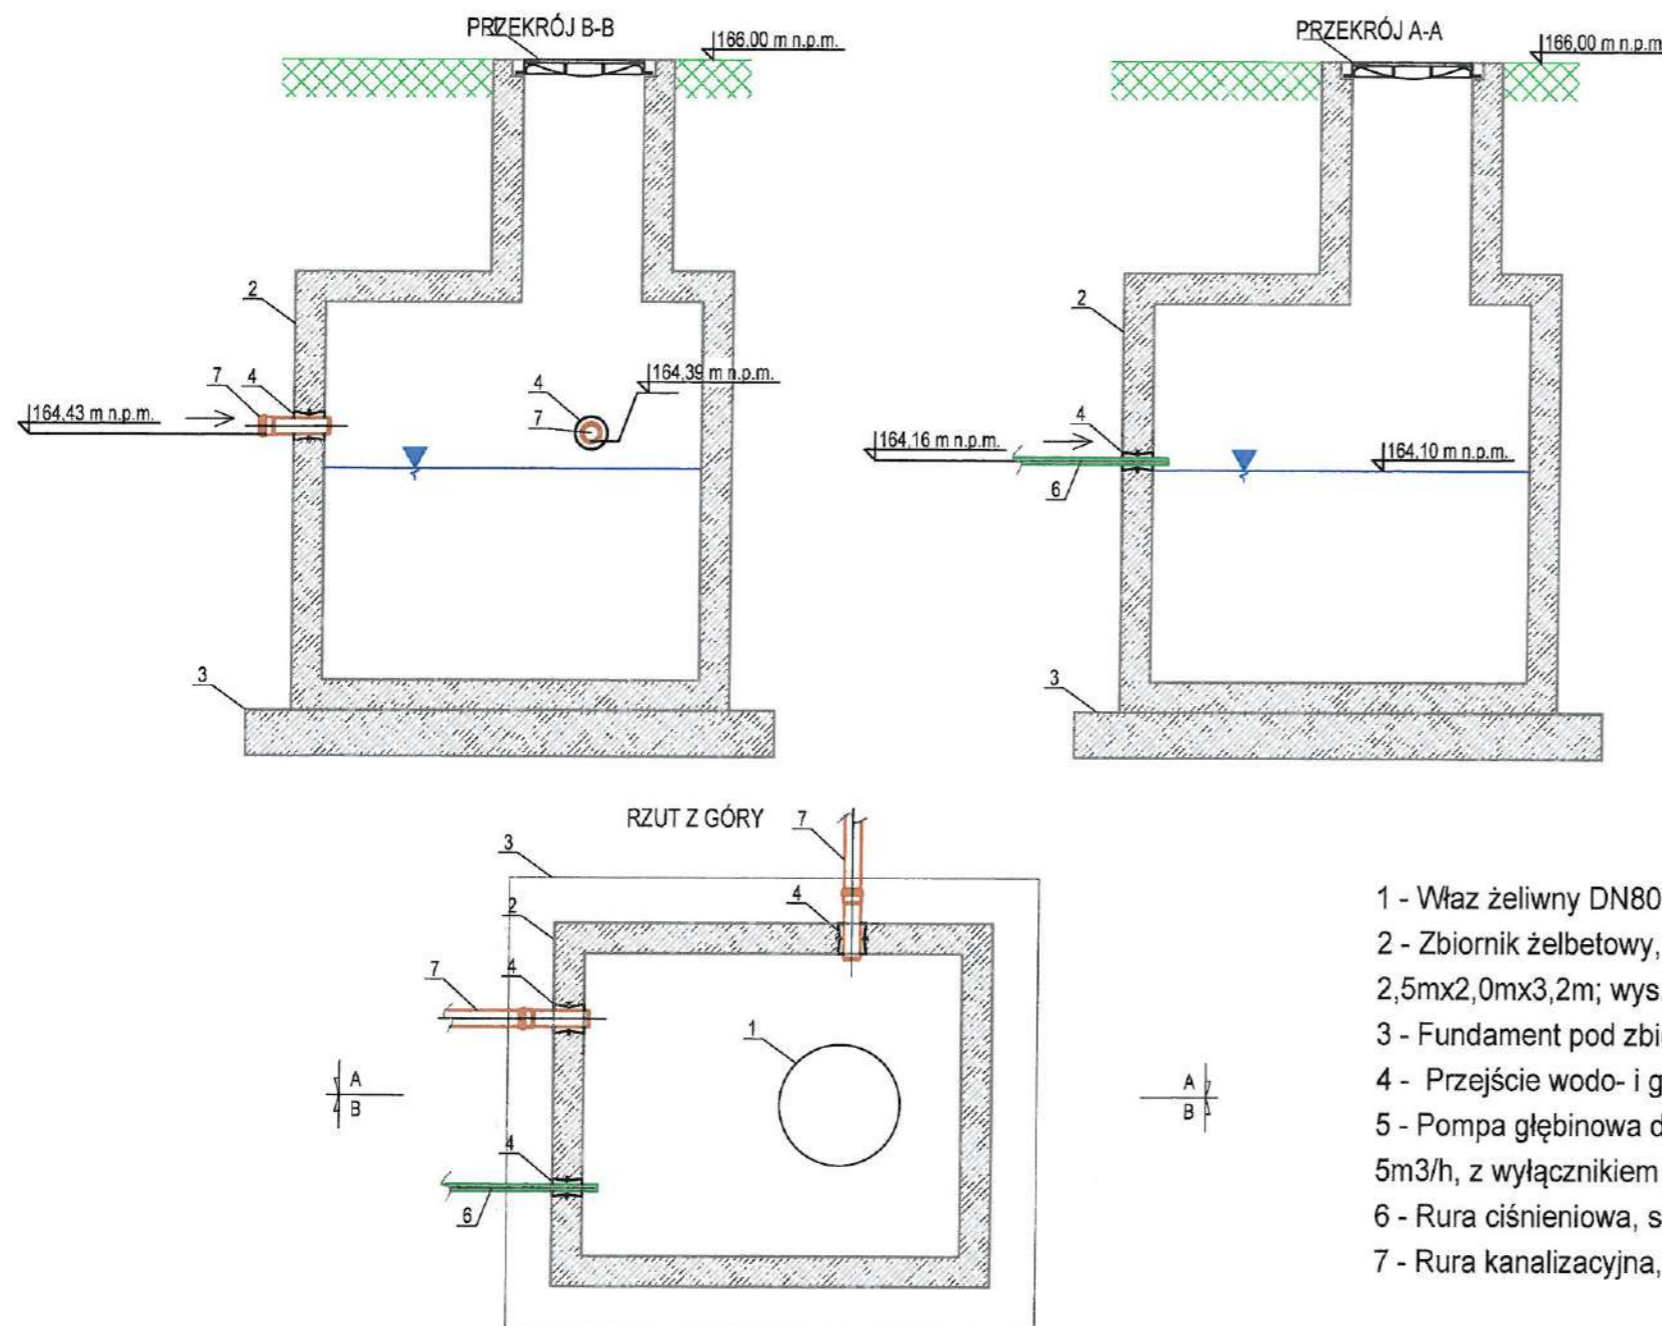 PRZEKRÓJ B-B
166.00 m n.p.m.
2
7
4
164,43 m n.p.m.
4
7
164,39 m n.p.m.
3
PRZEKRÓJ A-A
166,00 m n.p.m
2
4
164,16 m n.p.m.
164,10 m n.p.m.
6
3
RZUT Z GÓRY
7
3
4
2
7
4
1
A
B
A
B
4
6
1 - Właz żeliwny DN80
2 - Zbiornik żelbetowy,
2,5mx2,0mx3,2m; wys.
3 - Fundament pod zbi
4 - Przejście wodo- i g
5 - Pompa głębinowa d
5m3/h, z wyłącznikiem
6 - Rura ciśnieniowa, s
7 - Rura kanalizacyjna,